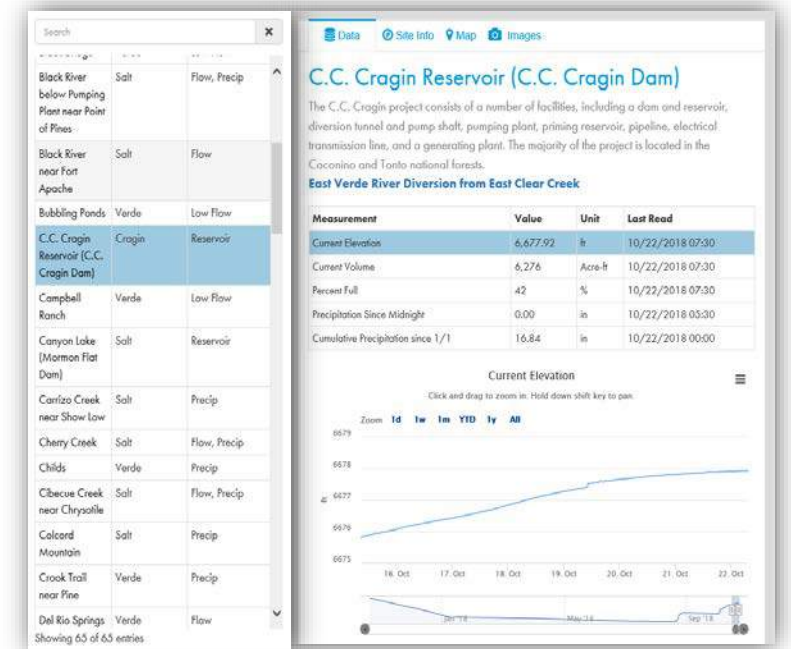 Search
Black River Salt Flow, Precip
below Pumping
Plant near Point
of Pines
Black River Salt Flow
near Fort
Apache
Bubbling Ponds Verde Low Flow
C.C. Cragin Cragin Reservoir
Reservoir (C.C.
Cragin Dam)
Campbell Verde Low Flow
Ranch
Canyon Lake Salt Reservoir
(Mormon Flat
Dam)
Carrizo Creek Salt Precip
near Show Low
Cherry Creek Salt Flow, Precip
Childs Verde Precip
Cibecue Creek Salt Flow, Precip
near Chrysotile
Colcord Salt Precip
Mountain
Crook Trail Verde Precip
near Pine
Del Rio Springs Verde Flow
Showing 65 of 65 entries
Data Site Info Map Images
C.C. Cragin Reservoir (C.C. Cragin Dam)
The C.C. Cragin project consists of a number of facilities, including a dam and reservoir,
diversion tunnel and pump shaft, pumping plant, priming reservoir, pipeline, electrical
transmission line, and a generating plant. The majority of the project is located in the
Coconino and Tonto national forests.
East Verde River Diversion from East Clear Creek
Measurement Value Unit Last Read
Current Elevation 6,677.92 ft 10/22/2018 07:30
Current Volume 6,276 Acre-ft 10/22/2018 07:30
Percent Full 42 % 10/22/2018 07:30
Precipitation Since Midnight 0.00 in 10/22/2018 03:30
Cumulative Precipitation since 1/1 16.84 in 10/22/2018 00:00
Current Elevation
Click and drag to zoom in. Hold down shift key to pan.
Zoom 1d 1w 1m YTD 1y All
6679
6678
6677
ft
6676
6675
16. Oct 17. Oct 18. Oct 19. Oct 20. Oct 21. Oct 22. Oct
Jan '18 May '18 Sep '18